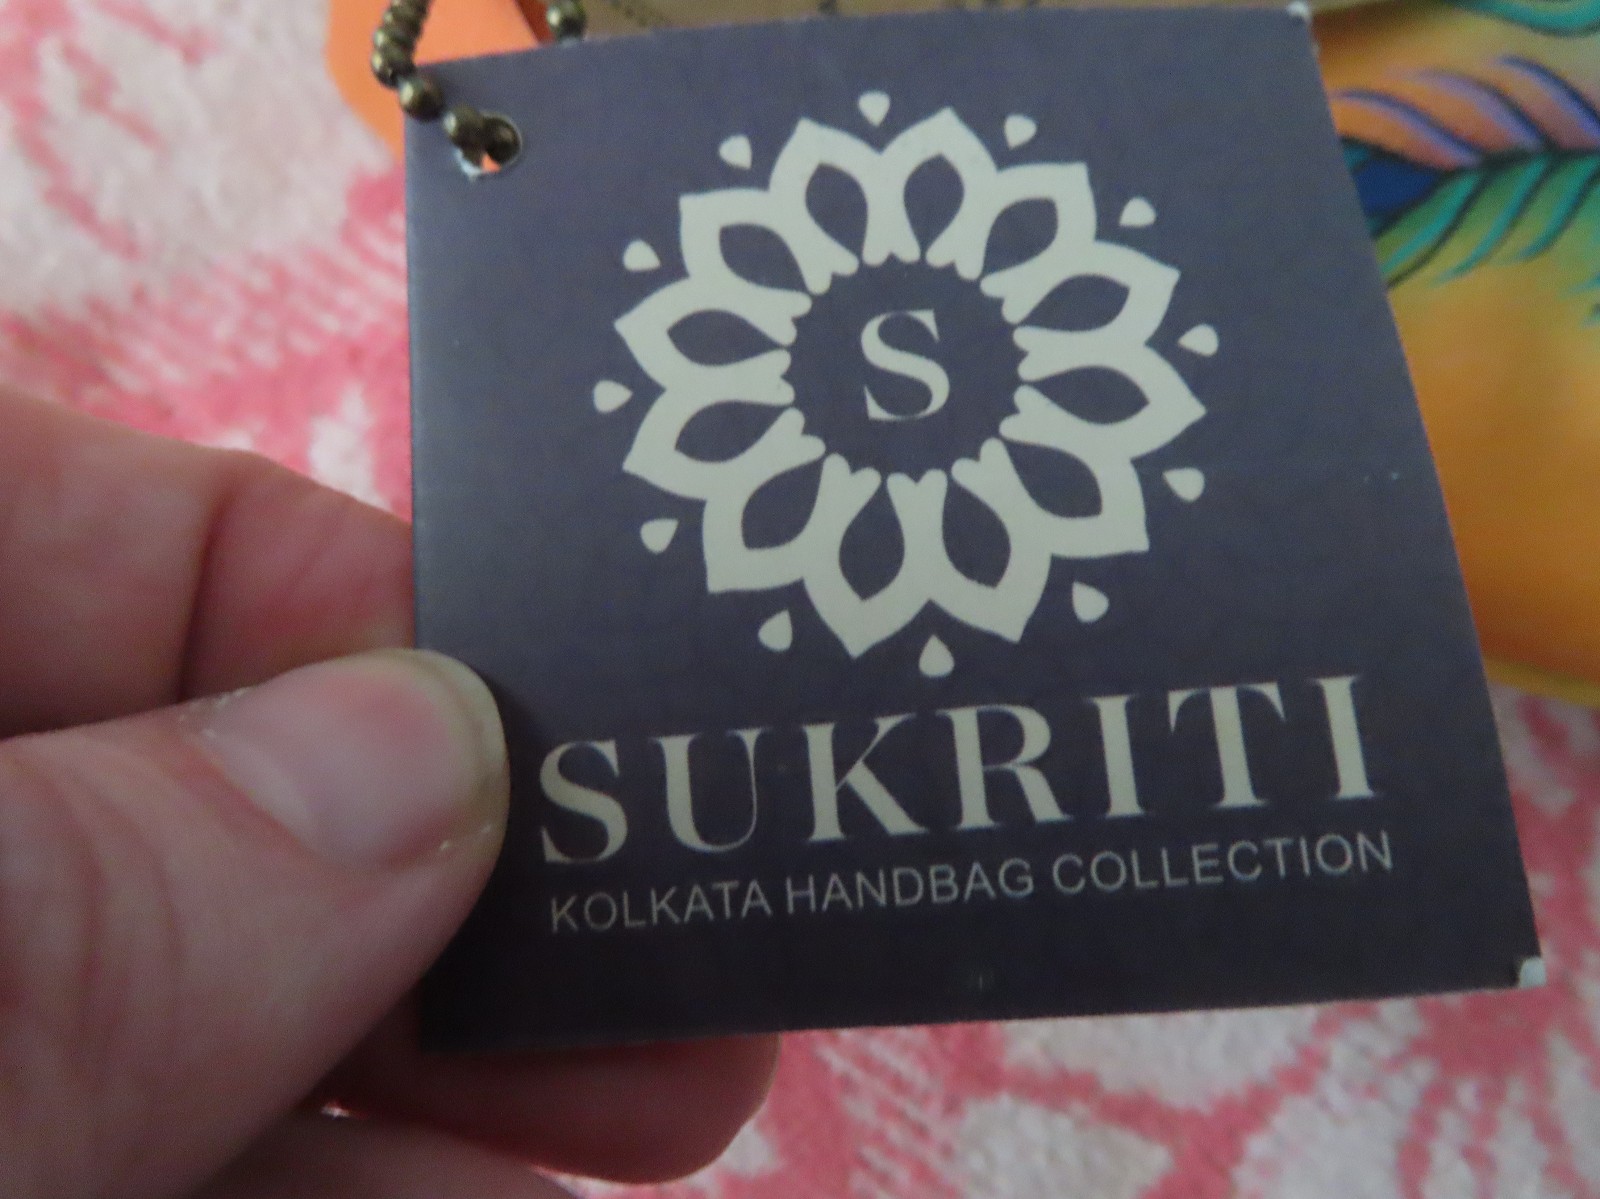 S
SUKRITI
KOLKATA HANDBAG COLLECTION